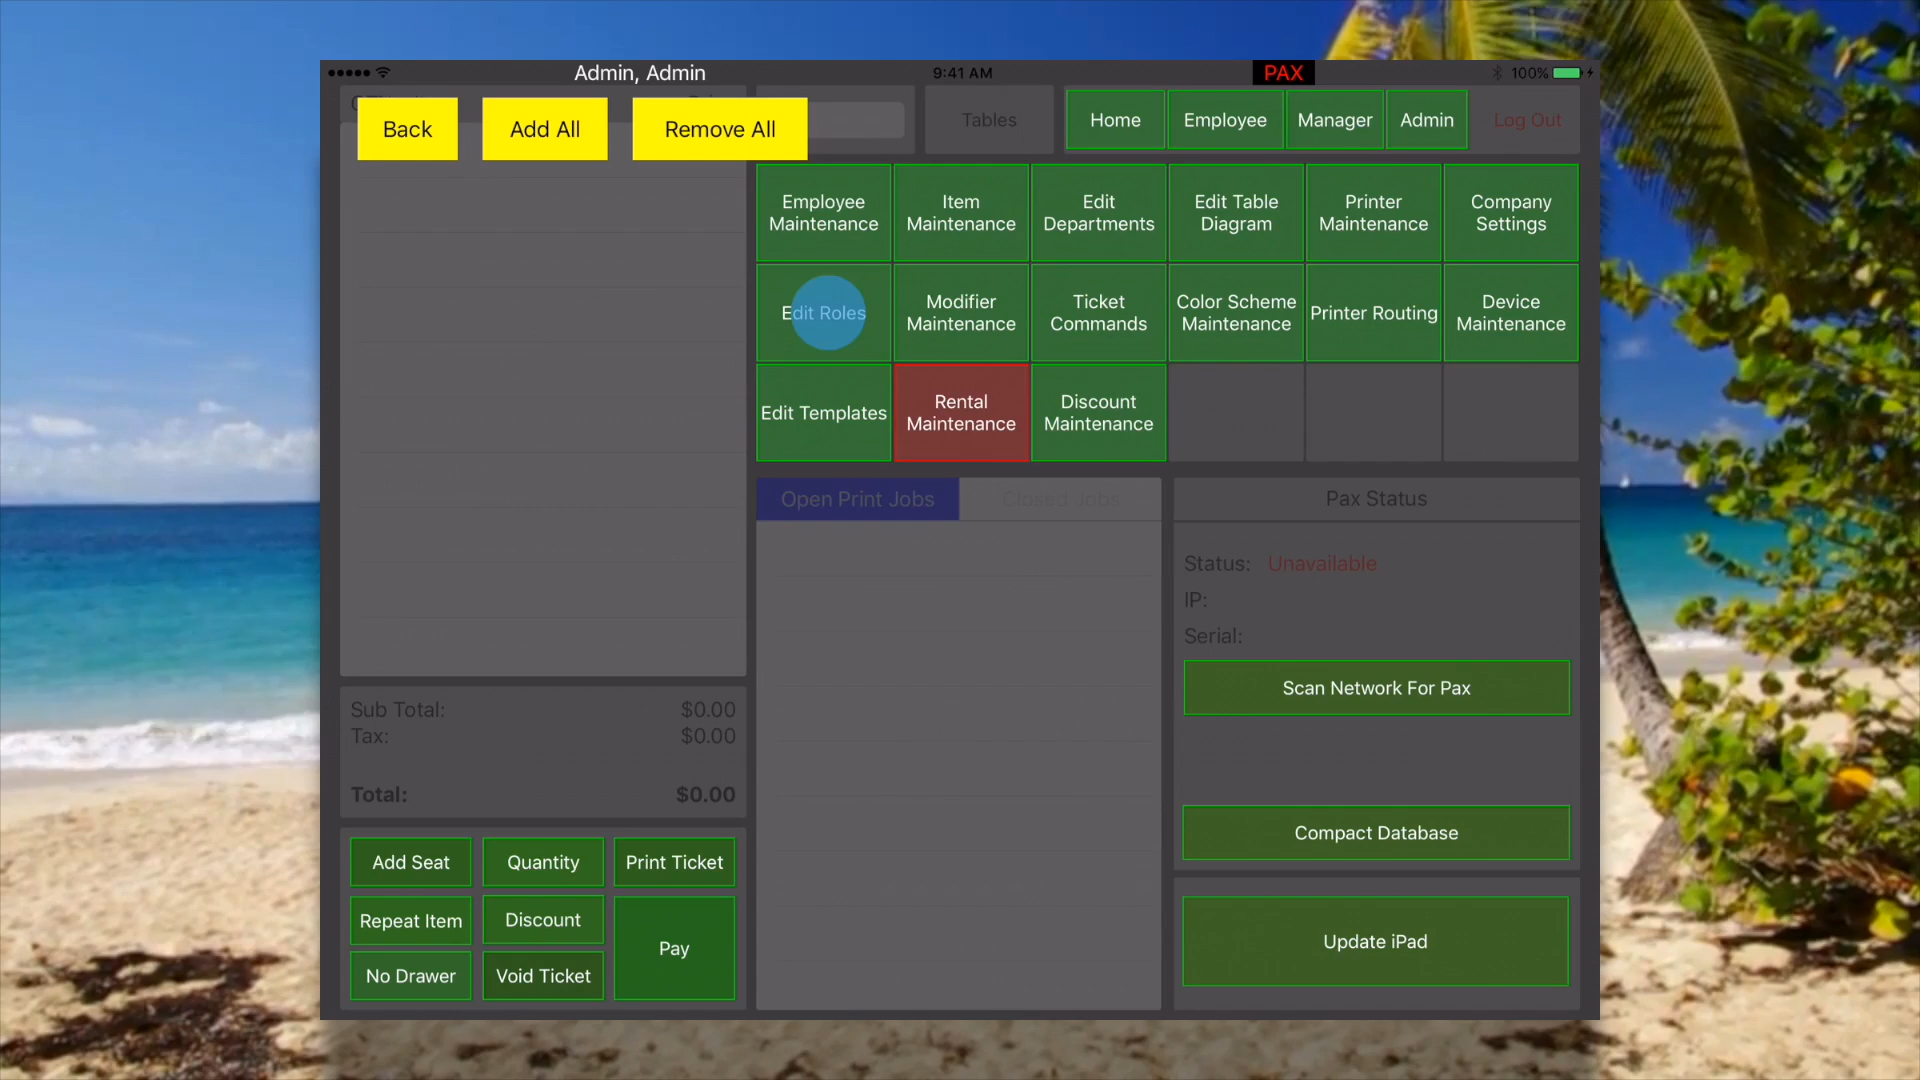 Admin, Admin
9:41 AM
PAX
100%
Back
Add All
Remove All
Tables
Home
Employee
Manager
Admin
Log Out
Employee
Maintenance
Item
Maintenance
Edit
Departments
Edit Table
Diagram
Printer
Maintenance
Company
Settings
Edit Roles
Modifier
Maintenance
Ticket
Commands
Color Scheme
Maintenance
Printer Routing
Device
Maintenance
Edit Templates
Rental
Maintenance
Discount
Maintenance
Open Print Jobs
Closed Jobs
Pax Status
Status: Unavailable
IP:
Serial:
Scan Network For Pax
Compact Database
Update iPad
Sub Total: $0.00
Tax: $0.00
Total: $0.00
Add Seat
Quantity
Print Ticket
Repeat Item
Discount
Pay
No Drawer
Void Ticket